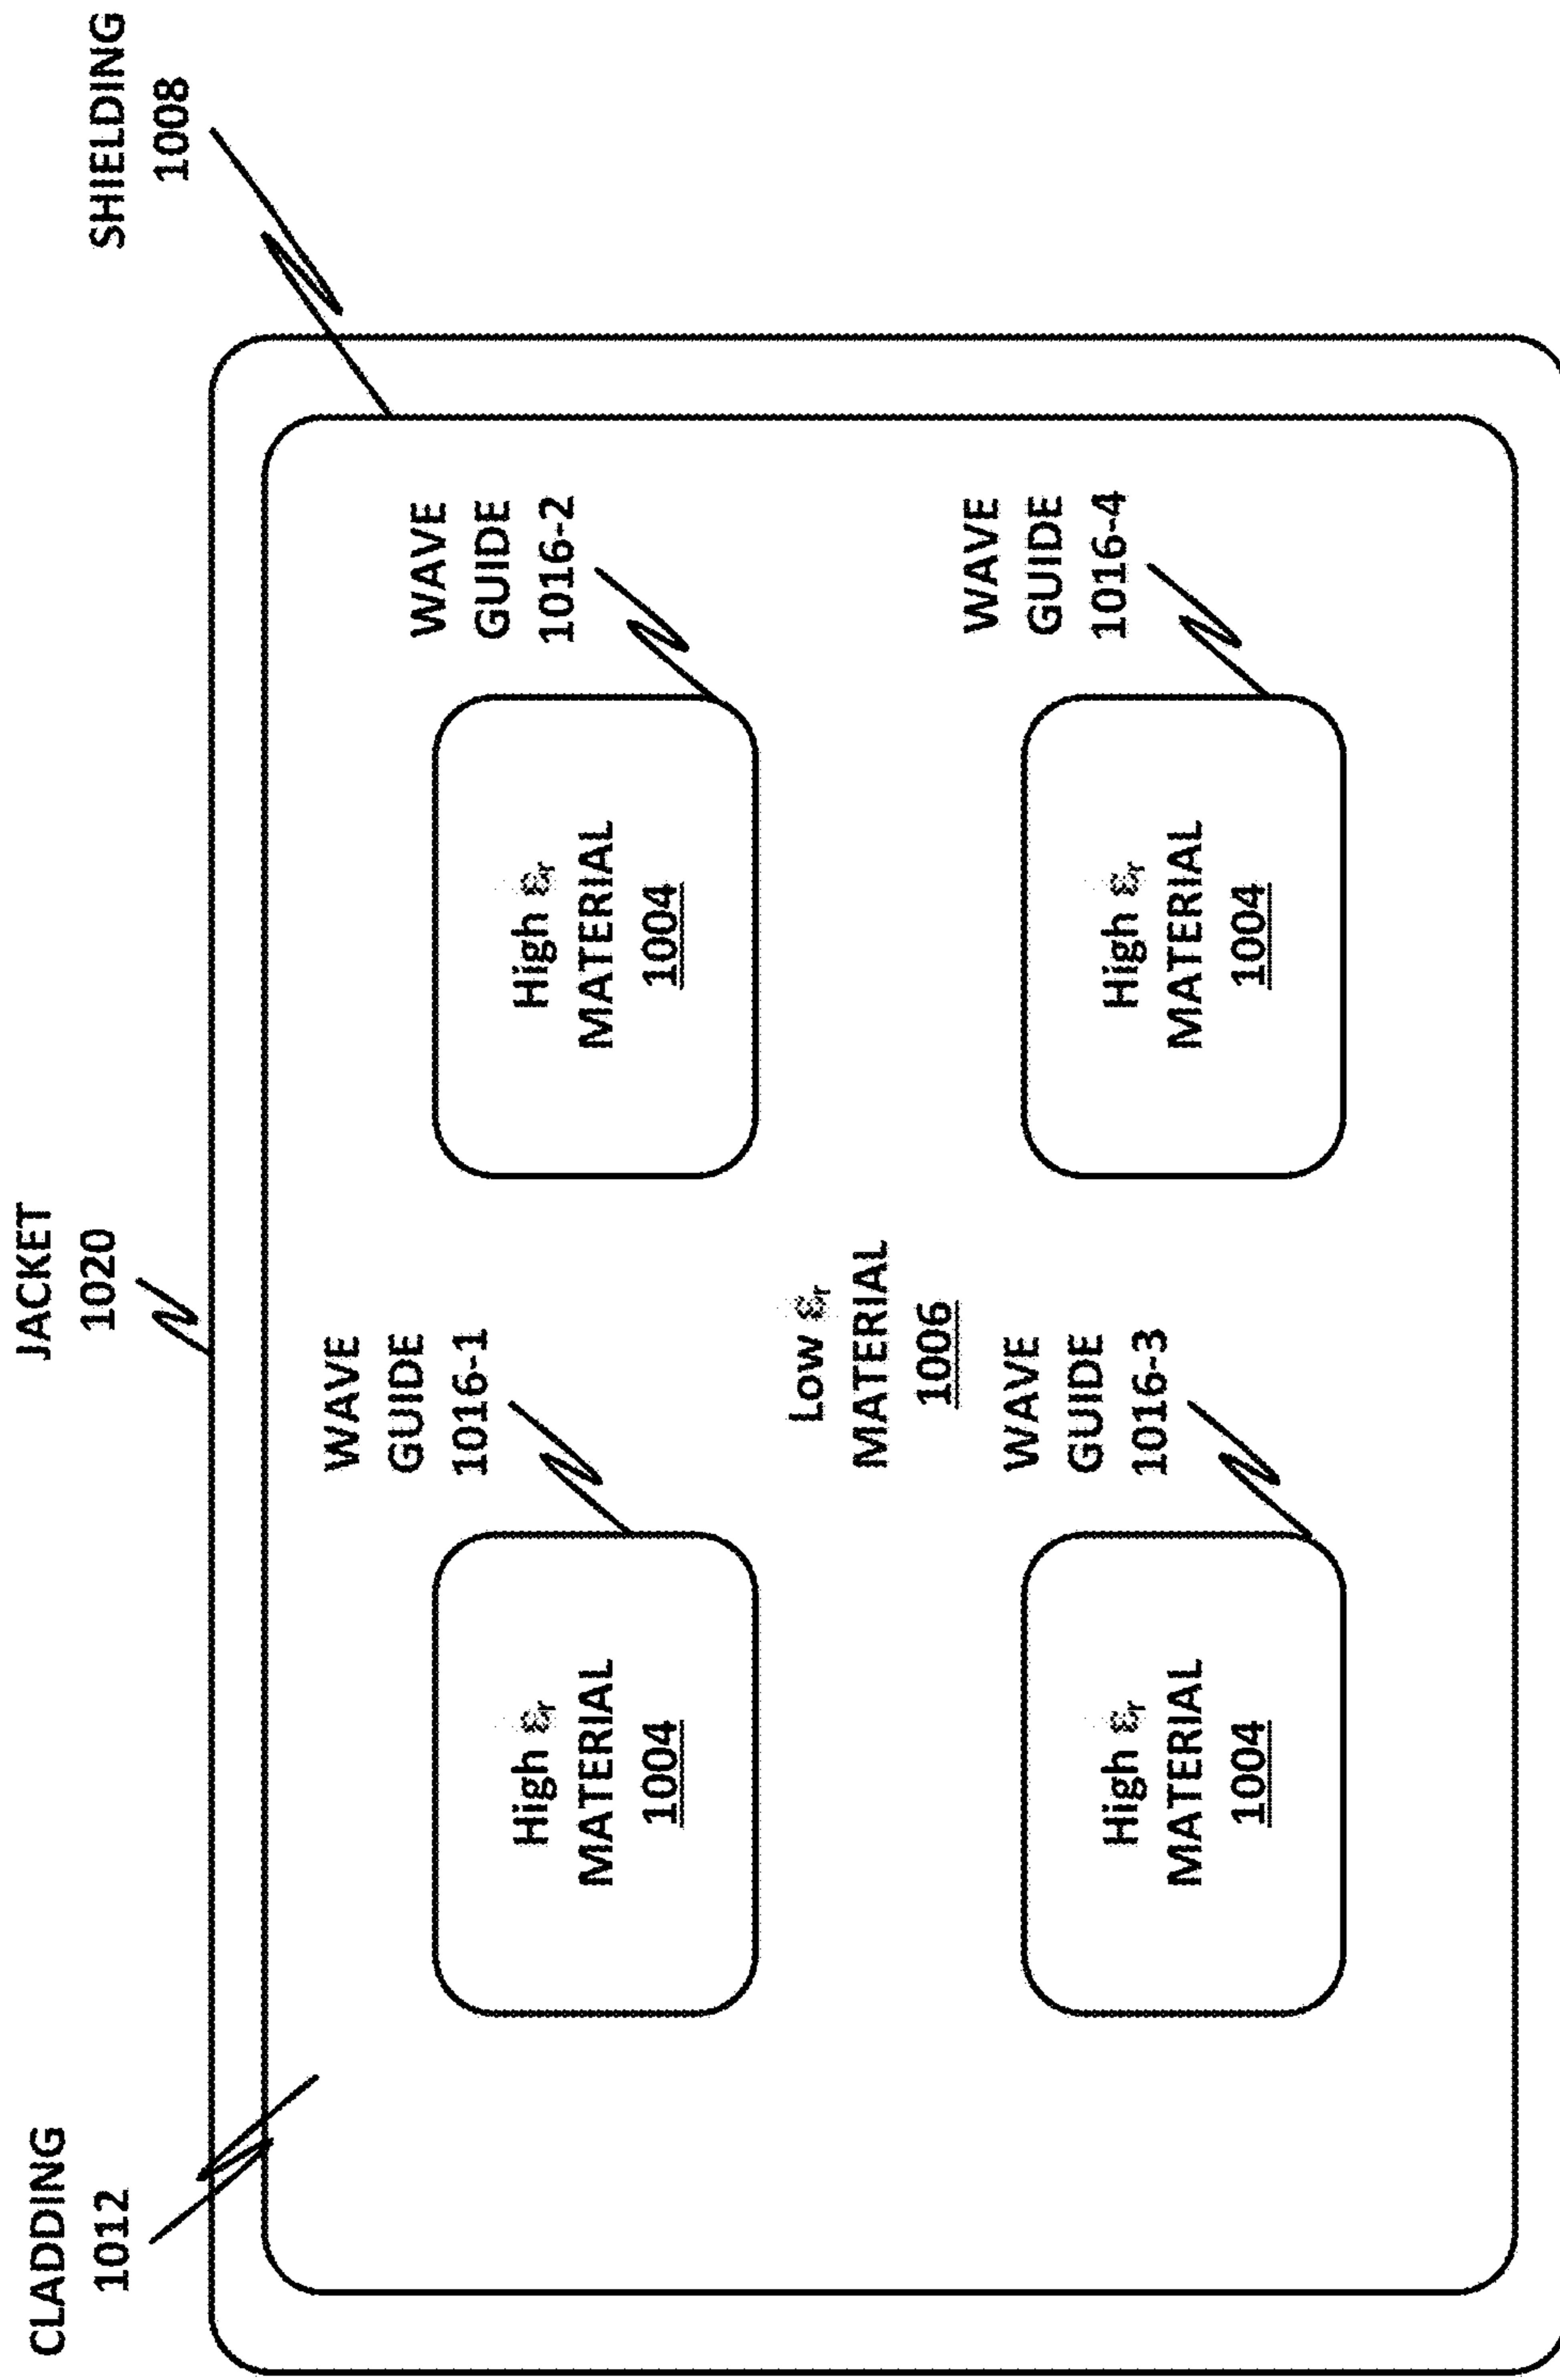 CLADDING
1012
JACKET
1020
SHIELDING
1008
WAVE
GUIDE
1016-1
WAVE
GUIDE
1016-2
High εr
MATERIAL
1004
High εr
MATERIAL
1004
Low εr
MATERIAL
1006
WAVE
GUIDE
1016-3
WAVE
GUIDE
1016-4
High εr
MATERIAL
1004
High εr
MATERIAL
1004